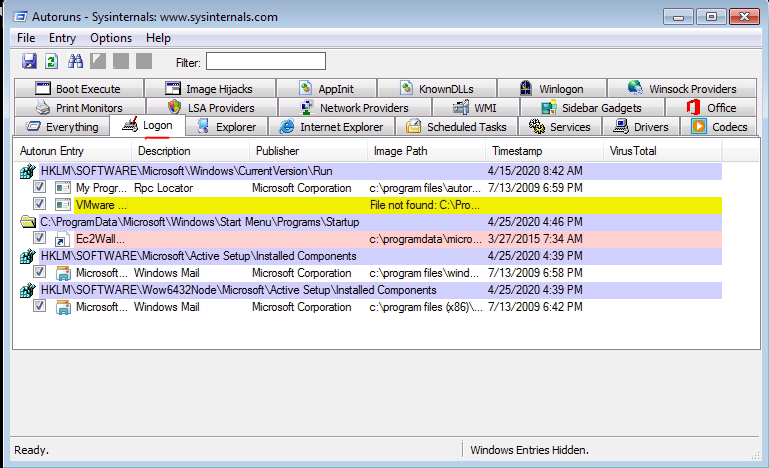 Autoruns - Sysinternals: www.sysinternals.com
File Entry Options Help
Filter:
Boot Execute Image Hijacks AppInit KnownDLLs Winlogon Winsock Providers
Print Monitors LSA Providers Network Providers WMI Sidebar Gadgets Office
Everything Logon Explorer Internet Explorer Scheduled Tasks Services Drivers Codecs
Autorun Entry Description Publisher Image Path Timestamp VirusTotal
HKLM\SOFTWARE\Microsoft\Windows\CurrentVersion\Run 4/15/2020 8:42 AM
My Progr... Rpc Locator Microsoft Corporation c:\program files\autor... 7/13/2009 6:59 PM
VMware ... File not found: C:\Pro...
C:\ProgramData\Microsoft\Windows\Start Menu\Programs\Startup 4/25/2020 4:46 PM
Ec2Wall... c:\programdata\micro... 3/27/2015 7:34 AM
HKLM\SOFTWARE\Microsoft\Active Setup\Installed Components 4/25/2020 4:39 PM
Microsoft... Windows Mail Microsoft Corporation c:\program files\wind... 7/13/2009 6:58 PM
HKLM\SOFTWARE\Wow6432Node\Microsoft\Active Setup\Installed Components 4/25/2020 4:39 PM
Microsoft... Windows Mail Microsoft Corporation c:\program files (x86)\... 7/13/2009 6:42 PM
Ready. Windows Entries Hidden.